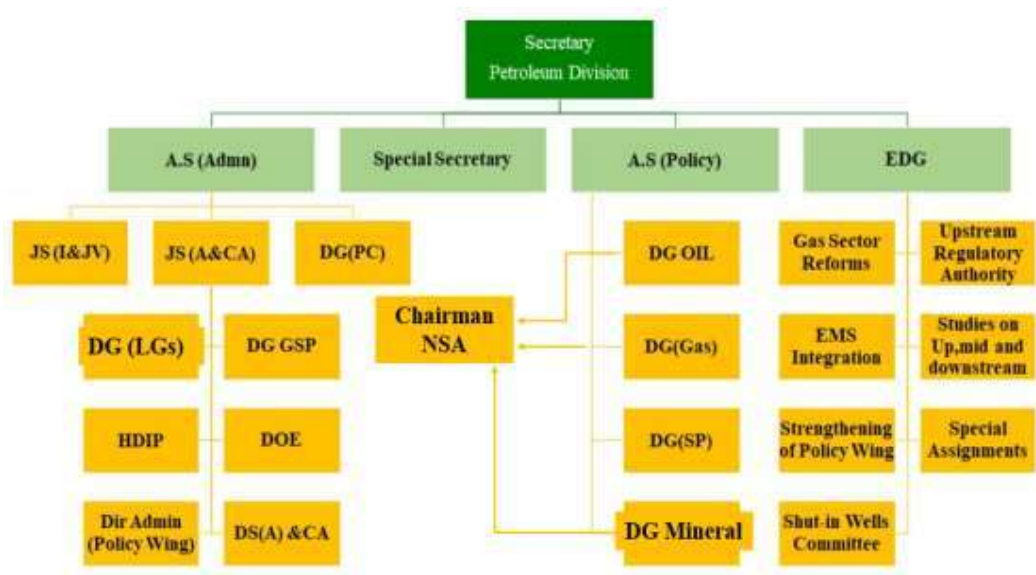 Secretary
Petroleum Division
A.S (Admn)
Special Secretary
A.S (Policy)
EDG
JS (I&JV)
JS (A&CA)
DG(PC)
DG OIL
Gas Sector
Reforms
Upstream
Regulatory
Authority
Chairman
NSA
DG (LGs)
DG GSP
DG(Gas)
EMS
Integration
Studies on
Up,mid and
downstream
HDIP
DOE
DG(SP)
Strengthening
of Policy Wing
Special
Assignments
Dir Admin
(Policy Wing)
DS(A) &CA
DG Mineral
Shut-in Wells
Committee